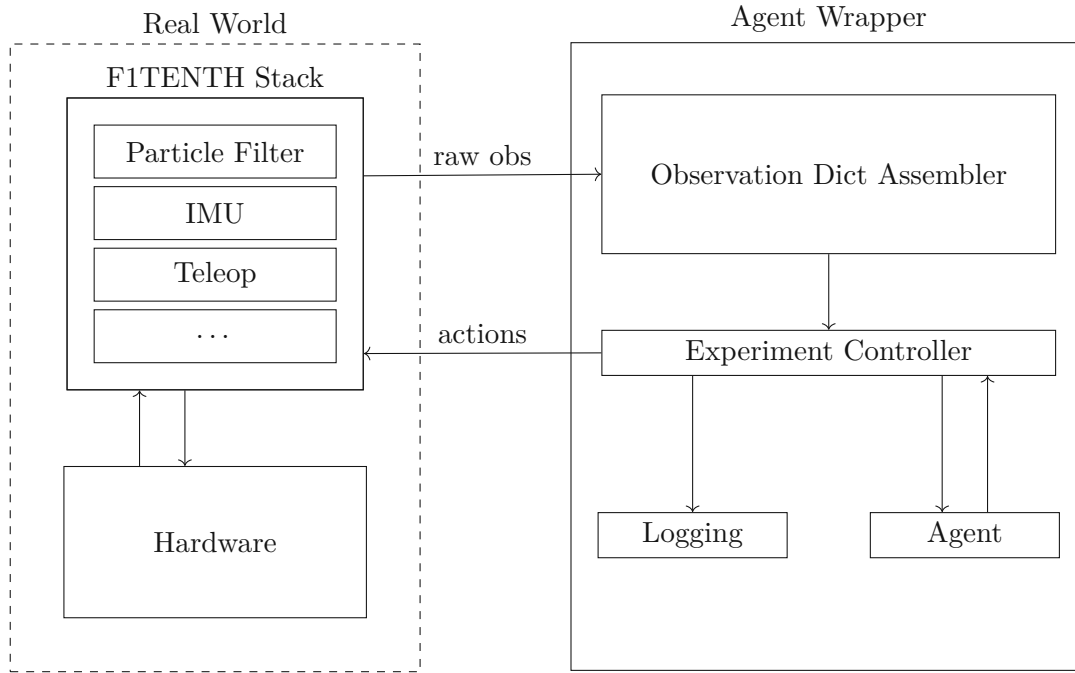 Real World
F1TENTH Stack
Particle Filter
IMU
Teleop
...
Hardware
raw obs
actions
Agent Wrapper
Observation Dict Assembler
Experiment Controller
Logging
Agent